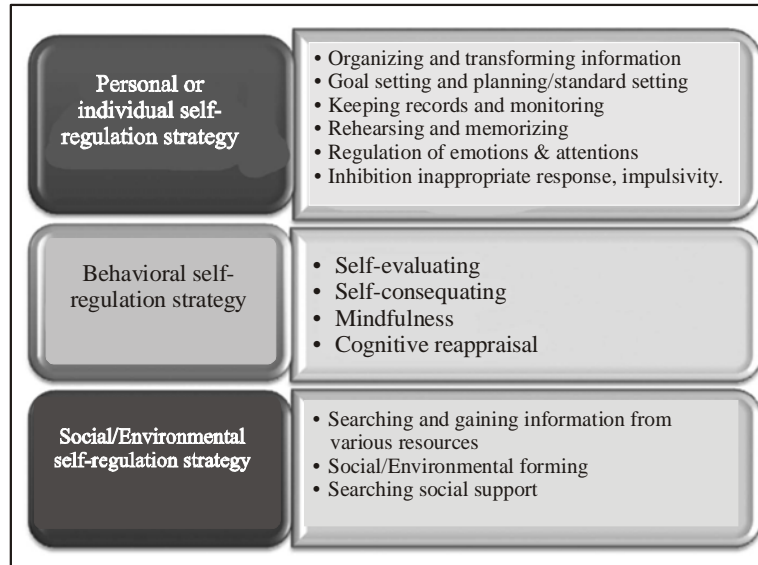 Personal or
individual self-
regulation strategy
• Organizing and transforming information
• Goal setting and planning/standard setting
• Keeping records and monitoring
• Rehearsing and memorizing
• Regulation of emotions & attentions
• Inhibition inappropriate response, impulsivity.
Behavioral self-
regulation strategy
• Self-evaluating
• Self-consequating
• Mindfulness
• Cognitive reappraisal
Social/Environmental
self-regulation strategy
• Searching and gaining information from
various resources
• Social/Environmental forming
• Searching social support